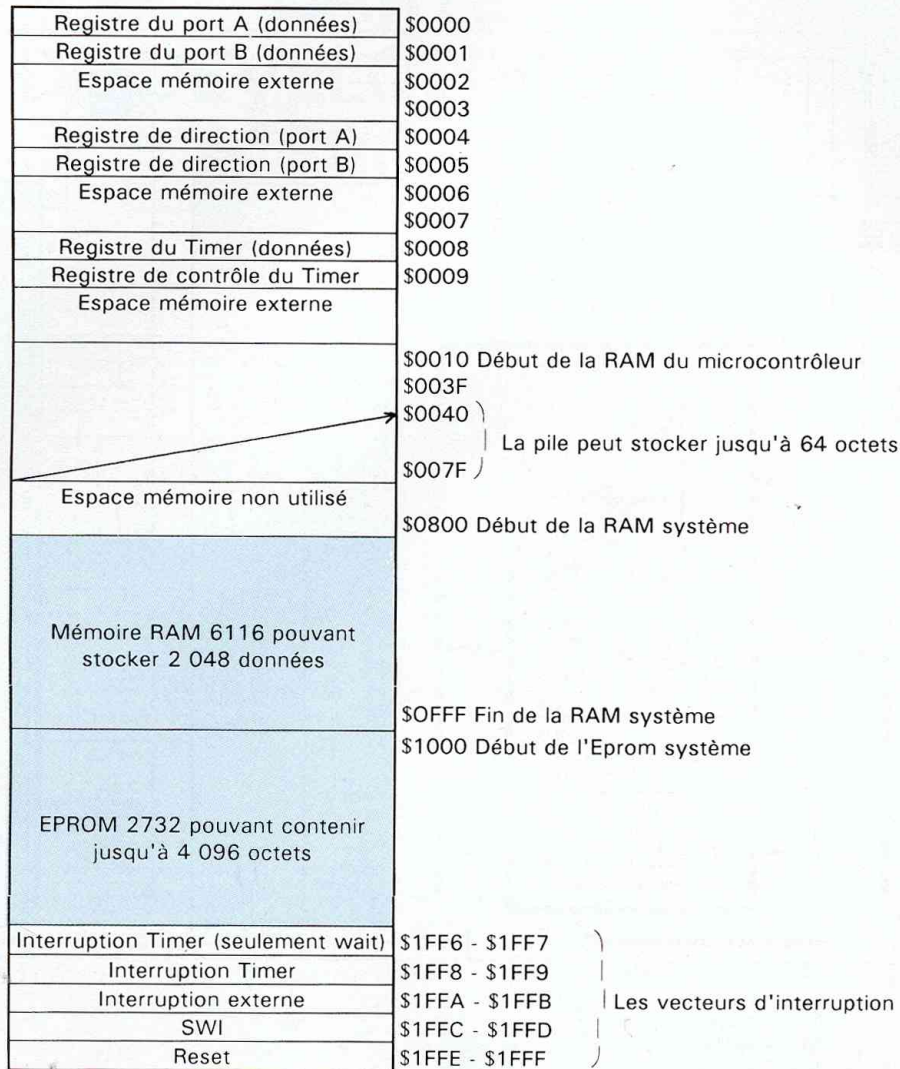 Registre du port A (données) $0000
Registre du port B (données) $0001
Espace mémoire externe $0002
$0003
Registre de direction (port A) $0004
Registre de direction (port B) $0005
Espace mémoire externe $0006
$0007
Registre du Timer (données) $0008
Registre de contrôle du Timer $0009
Espace mémoire externe
$0010 Début de la RAM du microcontrôleur
$003F
$0040
La pile peut stocker jusqu'à 64 octets
$007F
Espace mémoire non utilisé
$0800 Début de la RAM système
Mémoire RAM 6116 pouvant
stocker 2 048 données
$0FFF Fin de la RAM système
$1000 Début de l'Eprom système
EPROM 2732 pouvant contenir
jusqu'à 4 096 octets
Interruption Timer (seulement wait) $1FF6 - $1FF7
Interruption Timer $1FF8 - $1FF9
Interruption externe $1FFA - $1FFB Les vecteurs d'interruption
SWI $1FFC - $1FFD
Reset $1FFE - $1FFF